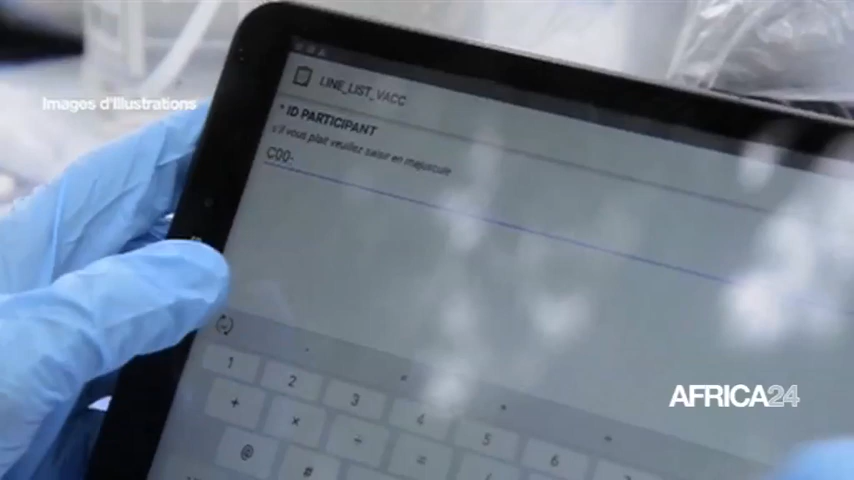 Images d'illustrations
LINE_LIST_VACC
* ID PARTICIPANT
s'il vous plait veuillez saisir en majuscule
C00-
1 2 3 4 5 6
+ × ÷ =
@ #
AFRICA24